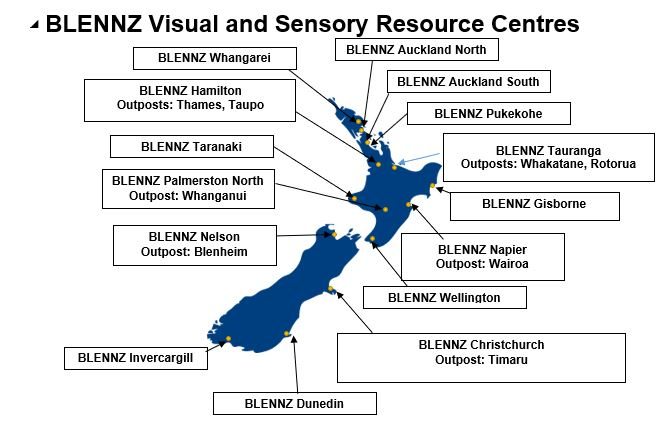 BLENNZ Visual and Sensory Resource Centres
BLENNZ Auckland North
BLENNZ Whangarei
BLENNZ Auckland South
BLENNZ Hamilton
Outposts: Thames, Taupo
BLENNZ Pukekohe
BLENNZ Taranaki
BLENNZ Tauranga
Outposts: Whakatane, Rotorua
BLENNZ Palmerston North
Outpost: Whanganui
BLENNZ Gisborne
BLENNZ Nelson
Outpost: Blenheim
BLENNZ Napier
Outpost: Wairoa
BLENNZ Wellington
BLENNZ Christchurch
Outpost: Timaru
BLENNZ Invercargill
BLENNZ Dunedin